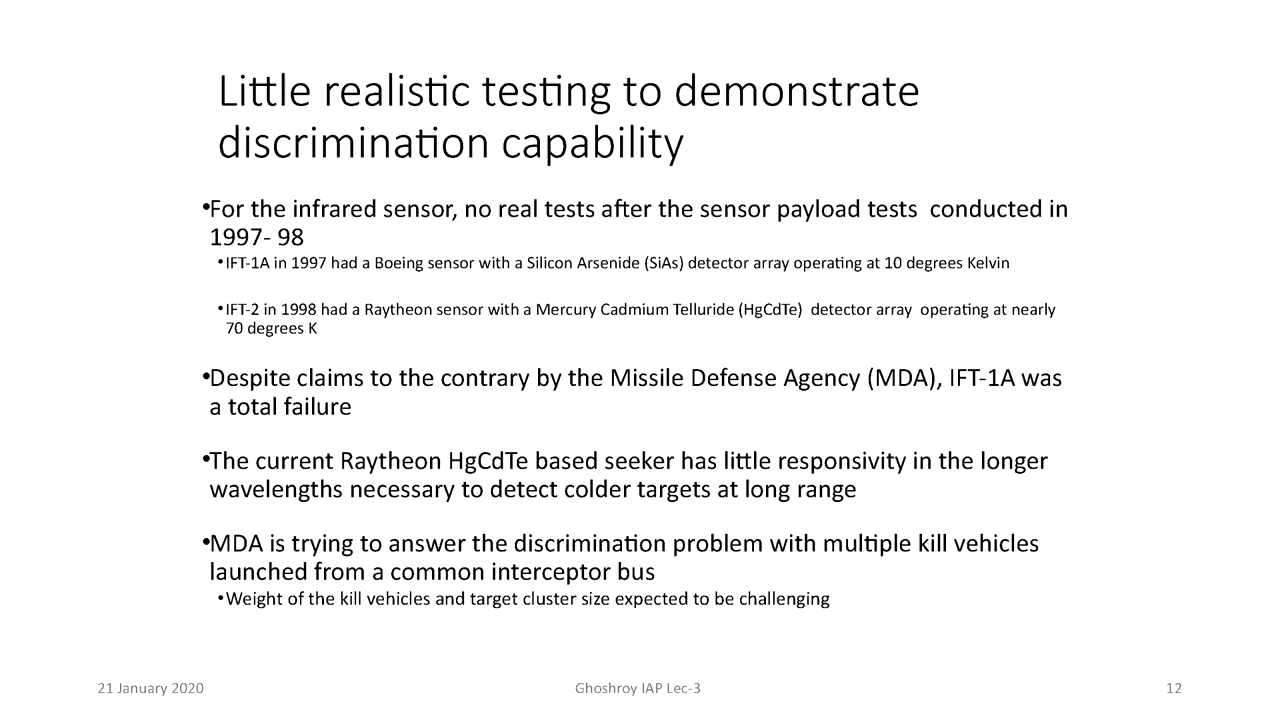 Little realistic testing to demonstrate
discrimination capability
•For the infrared sensor, no real tests after the sensor payload tests  conducted in
1997- 98
•IFT-1A in 1997 had a Boeing sensor with a Silicon Arsenide (SiAs) detector array operating at 10 degrees Kelvin
•IFT-2 in 1998 had a Raytheon sensor with a Mercury Cadmium Telluride (HgCdTe)  detector array  operating at nearly
70 degrees K
•Despite claims to the contrary by the Missile Defense Agency (MDA), IFT-1A was
a total failure
•The current Raytheon HgCdTe based seeker has little responsivity in the longer
wavelengths necessary to detect colder targets at long range
•MDA is trying to answer the discrimination problem with multiple kill vehicles
launched from a common interceptor bus
•Weight of the kill vehicles and target cluster size expected to be challenging
21 January 2020
Ghoshroy IAP Lec-3
12